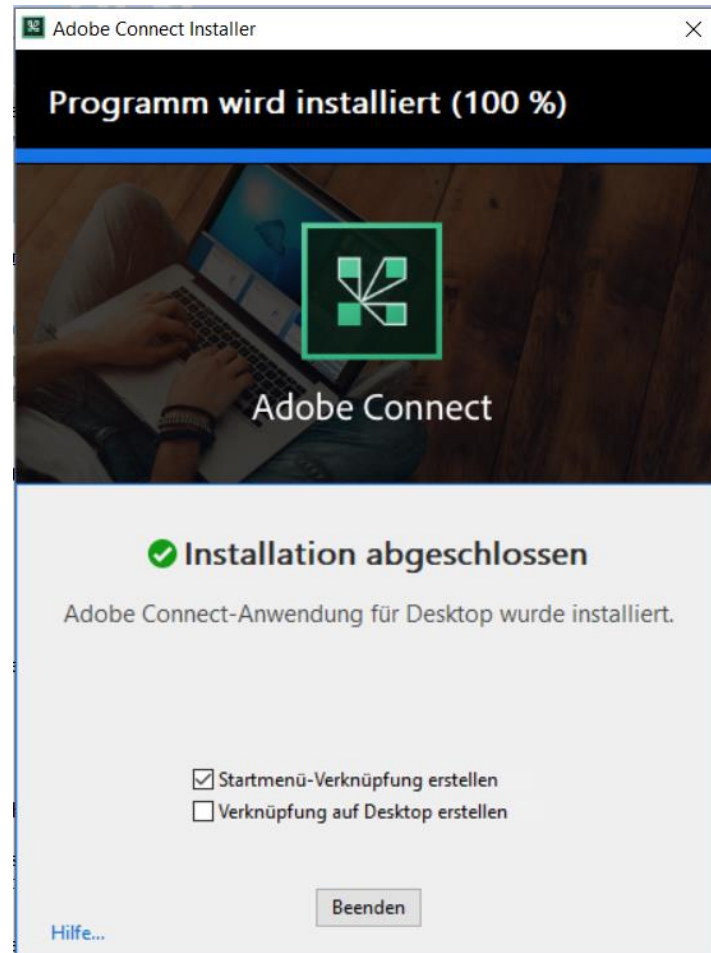 Adobe Connect Installer
Programm wird installiert (100 %)
Adobe Connect
Installation abgeschlossen
Adobe Connect-Anwendung für Desktop wurde installiert.
Startmenü-Verknüpfung erstellen
Verknüpfung auf Desktop erstellen
Beenden
Hilfe...